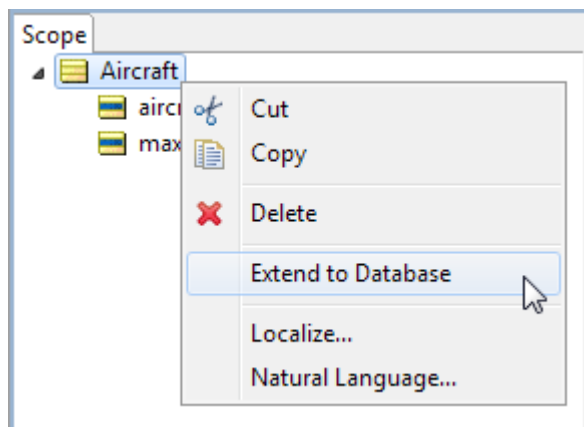 Scope
Aircraft
Cut
Copy
Delete
Extend to Database
Localize...
Natural Language...